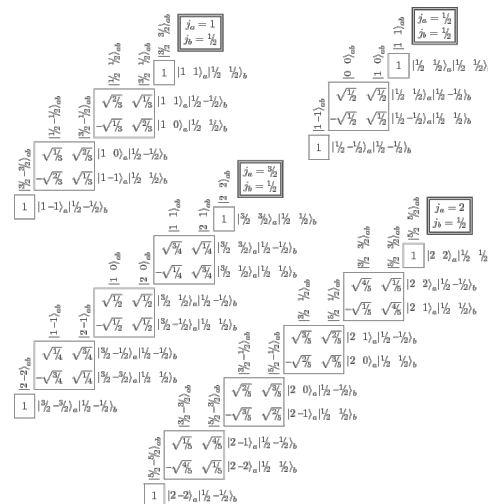 j_a = 1
j_b = ½
|3/2 3/2⟩_ab
1 |1 1⟩_a|½ ½⟩_b
|½ ½⟩_ab |3/2 ½⟩_ab
√⅔ √⅓ |1 1⟩_a|½ -½⟩_b
-√⅓ √⅔ |1 0⟩_a|½ ½⟩_b
|½ -½⟩_ab |3/2 -½⟩_ab
√⅓ √⅔ |1 0⟩_a|½ -½⟩_b
-√⅔ √⅓ |1 -1⟩_a|½ ½⟩_b
|3/2 -3/2⟩_ab
1 |1 -1⟩_a|½ -½⟩_b
j_a = ½
j_b = ½
|1 1⟩_ab
1 |½ ½⟩_a|½ ½⟩
|0 0⟩_ab |1 0⟩_ab
√½ √½ |½ ½⟩_a|½ -½⟩_b
-√½ √½ |½ -½⟩_a|½ ½⟩_b
|1 -1⟩_ab
1 |½ -½⟩_a|½ -½⟩_b
j_a = 3/2
j_b = ½
|2 2⟩_ab
1 |3/2 3/2⟩_a|½ ½⟩_b
|1 1⟩_ab |2 1⟩_ab
√¾ √¼ |3/2 3/2⟩_a|½ -½⟩_b
-√¼ √¾ |3/2 ½⟩_a|½ ½⟩_b
|1 0⟩_ab |2 0⟩_ab
√½ √½ |3/2 ½⟩_a|½ -½⟩_b
-√½ √½ |3/2 -½⟩_a|½ ½⟩_b
|1 -1⟩_ab |2 -1⟩_ab
√¼ √¾ |3/2 -½⟩_a|½ -½⟩_b
-√¾ √¼ |3/2 -3/2⟩_a|½ ½⟩_b
|2 -2⟩_ab
1 |3/2 -3/2⟩_a|½ -½⟩_b
j_a = 2
j_b = ½
|5/2 5/2⟩_ab
1 |2 2⟩_a|½ ½
|3/2 3/2⟩_ab |5/2 3/2⟩_ab
√⅘ √⅕ |2 2⟩_a|½ -½⟩_b
-√⅕ √⅘ |2 1⟩_a|½ ½⟩_b
|3/2 ½⟩_ab |5/2 ½⟩_ab
√⅗ √⅖ |2 1⟩_a|½ -½⟩_b
-√⅖ √⅗ |2 0⟩_a|½ ½⟩_b
|3/2 -½⟩_ab |5/2 -½⟩_ab
√⅖ √⅗ |2 0⟩_a|½ -½⟩_b
-√⅗ √⅖ |2 -1⟩_a|½ ½⟩_b
|3/2 -3/2⟩_ab |5/2 -3/2⟩_ab
√⅕ √⅘ |2 -1⟩_a|½ -½⟩_b
-√⅘ √⅕ |2 -2⟩_a|½ ½⟩_b
|5/2 -5/2⟩_ab
1 |2 -2⟩_a|½ -½⟩_b